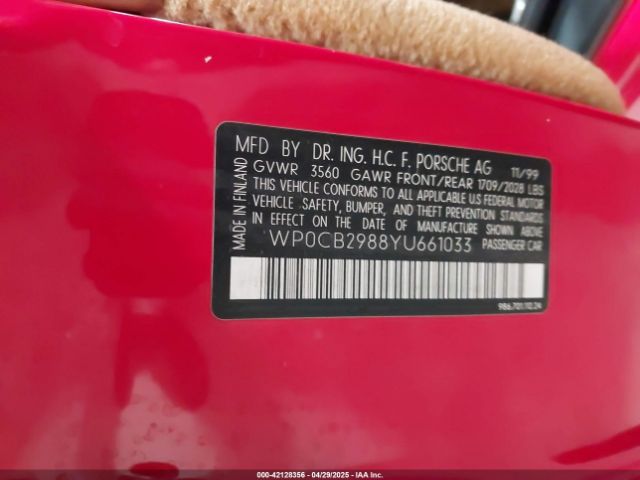 MFD BY DR. ING. H.C. F. PORSCHE AG 11/99
GVWR 3560 GAWR FRONT/REAR 1709/2028 LBS
THIS VEHICLE CONFORMS TO ALL APPLICABLE U.S FEDERAL MOTOR
VEHICLE SAFETY, BUMPER, AND THEFT PREVENTION STANDARDS
IN EFFECT ON THE DATE OF MANUFACTURE SHOWN ABOVE.
WP0CB2988YU661033 PASSENGER CAR
MADE IN FINLAND
986.701.110.24
000-42128356 - 04/29/2025 - IAA Inc.